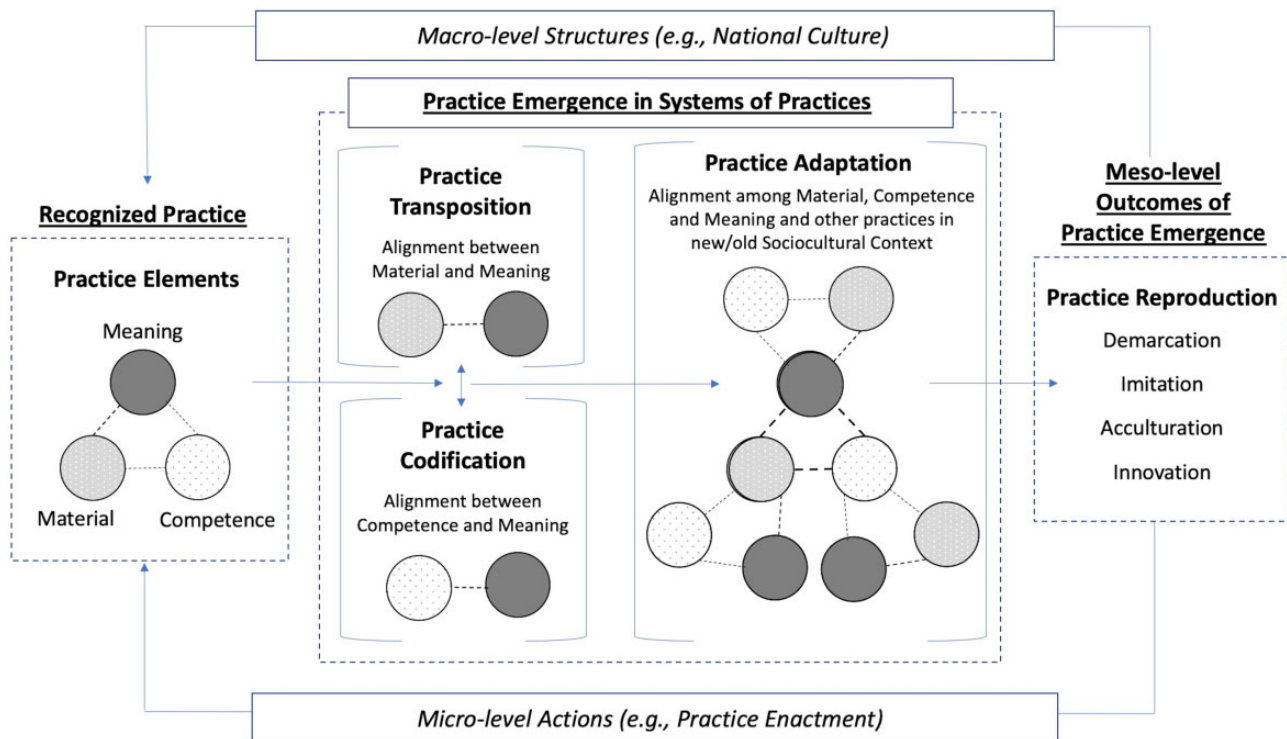 Macro-level Structures (e.g., National Culture)
Practice Emergence in Systems of Practices
Recognized Practice
Practice Elements
Meaning
Material
Competence
Practice
Transposition
Alignment between
Material and Meaning
Practice
Codification
Alignment between
Competence and Meaning
Practice Adaptation
Alignment among Material, Competence
and Meaning and other practices in
new/old Sociocultural Context
Meso-level
Outcomes of
Practice Emergence
Practice Reproduction
Demarcation
Imitation
Acculturation
Innovation
Micro-level Actions (e.g., Practice Enactment)